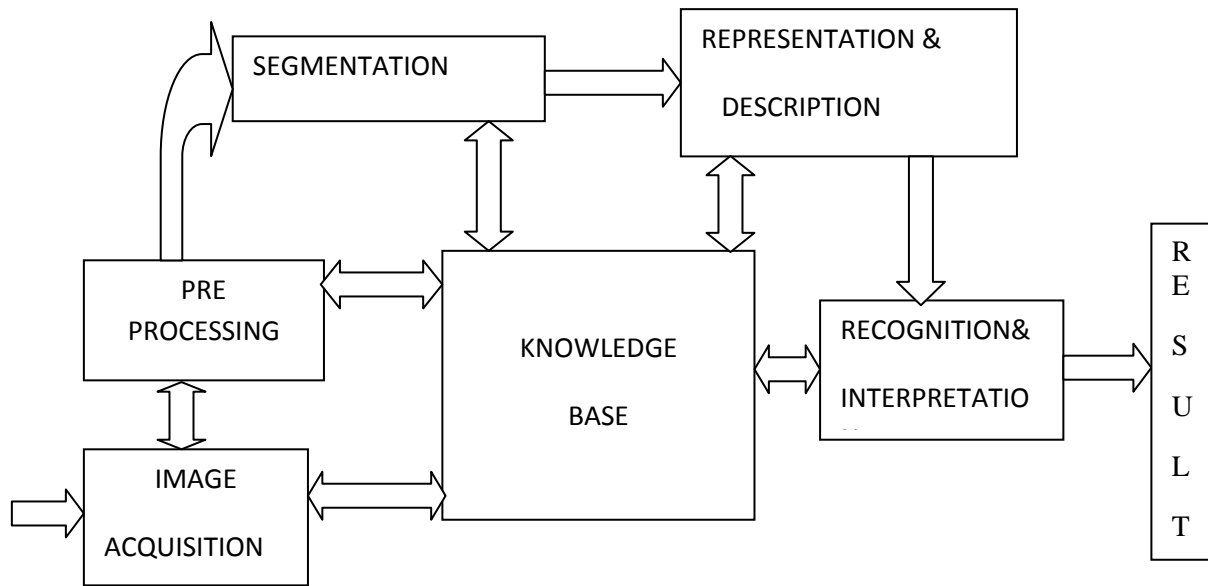 SEGMENTATION
REPRESENTATION &
DESCRIPTION
PRE
PROCESSING
KNOWLEDGE
BASE
RECOGNITION&
INTERPRETATIO
IMAGE
ACQUISITION
R
E
S
U
L
T